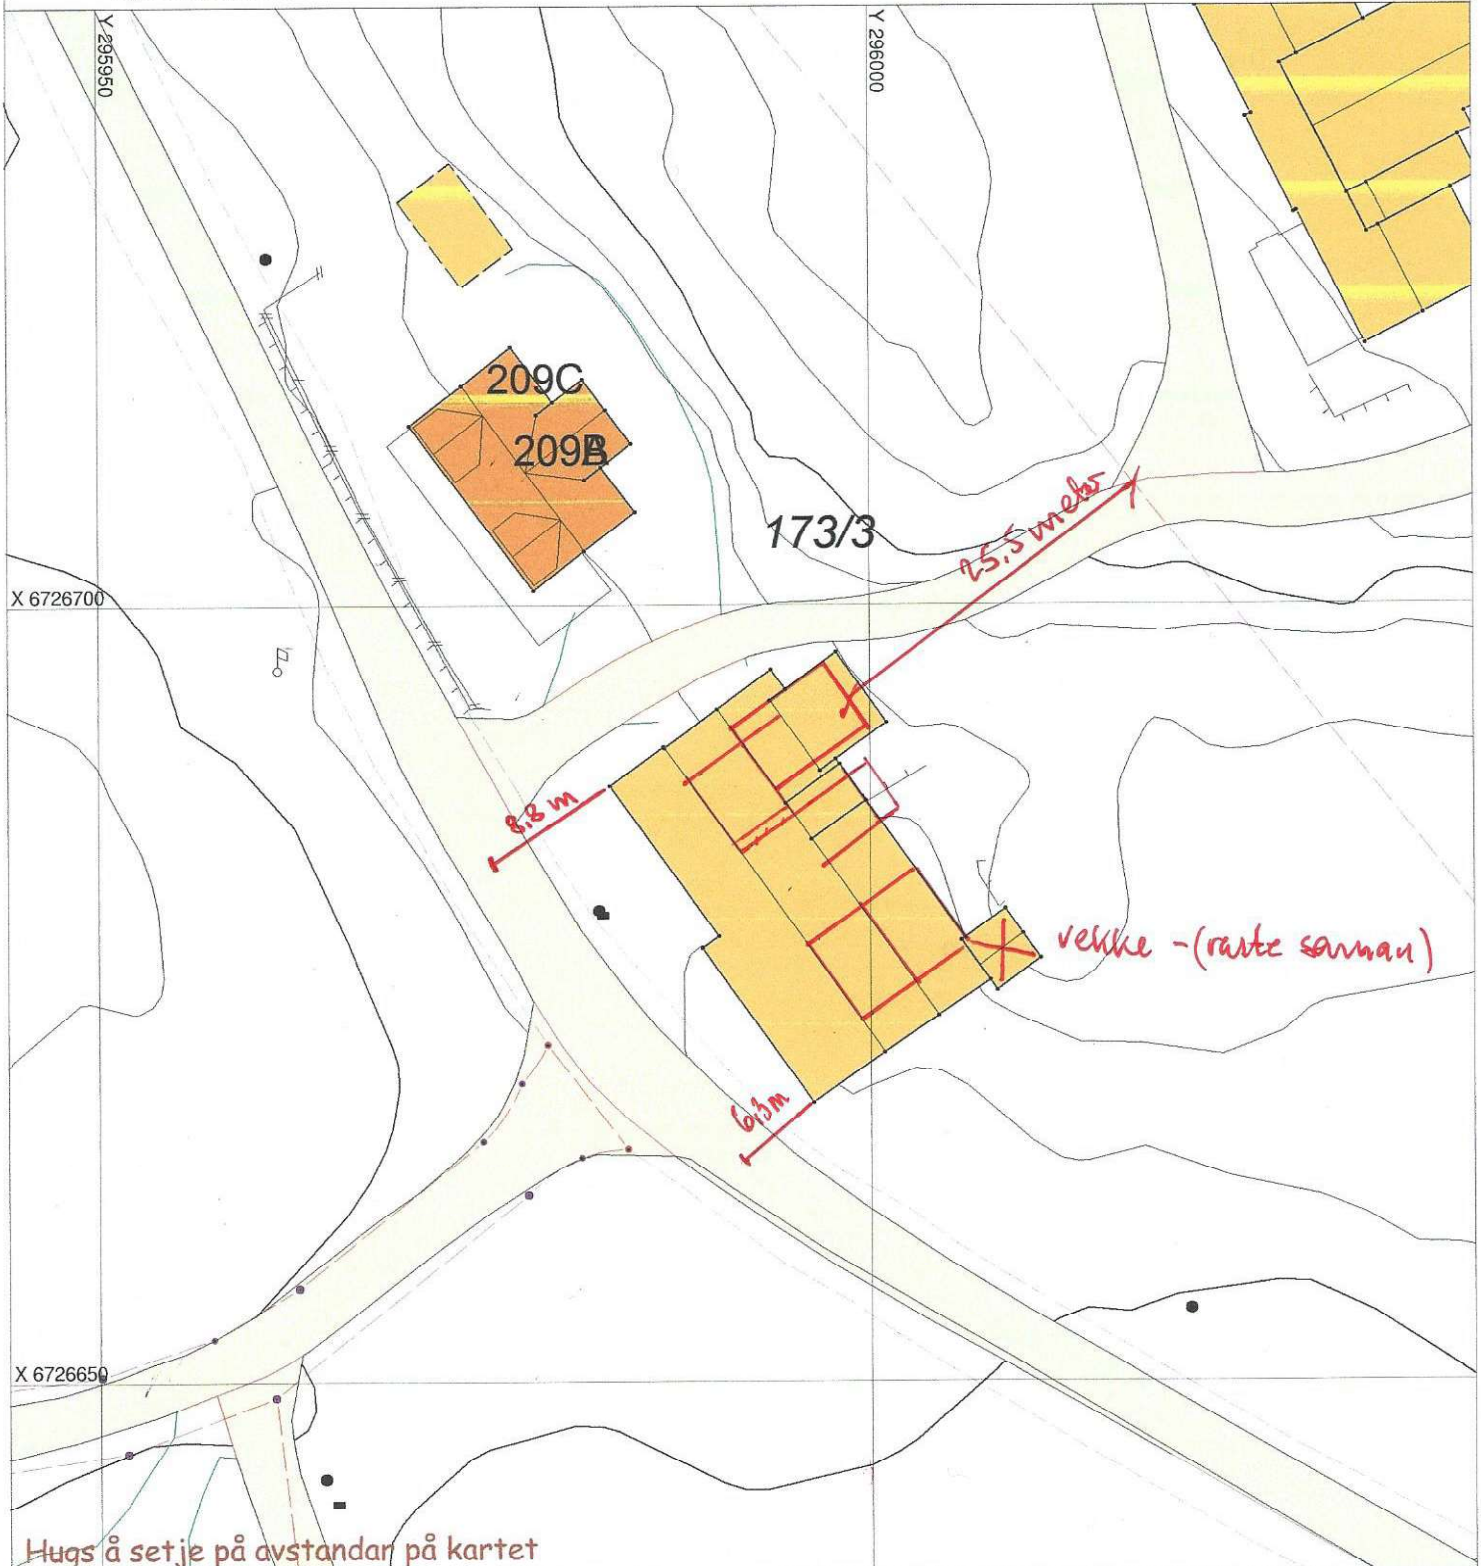 Y 295950
Y 296000
209C
209B
173/3
25,5 meter
X 6726700
8.8 m
vekke - (raste saman)
6,3m
X 6726650
Hugs å setje på avstandar på kartet